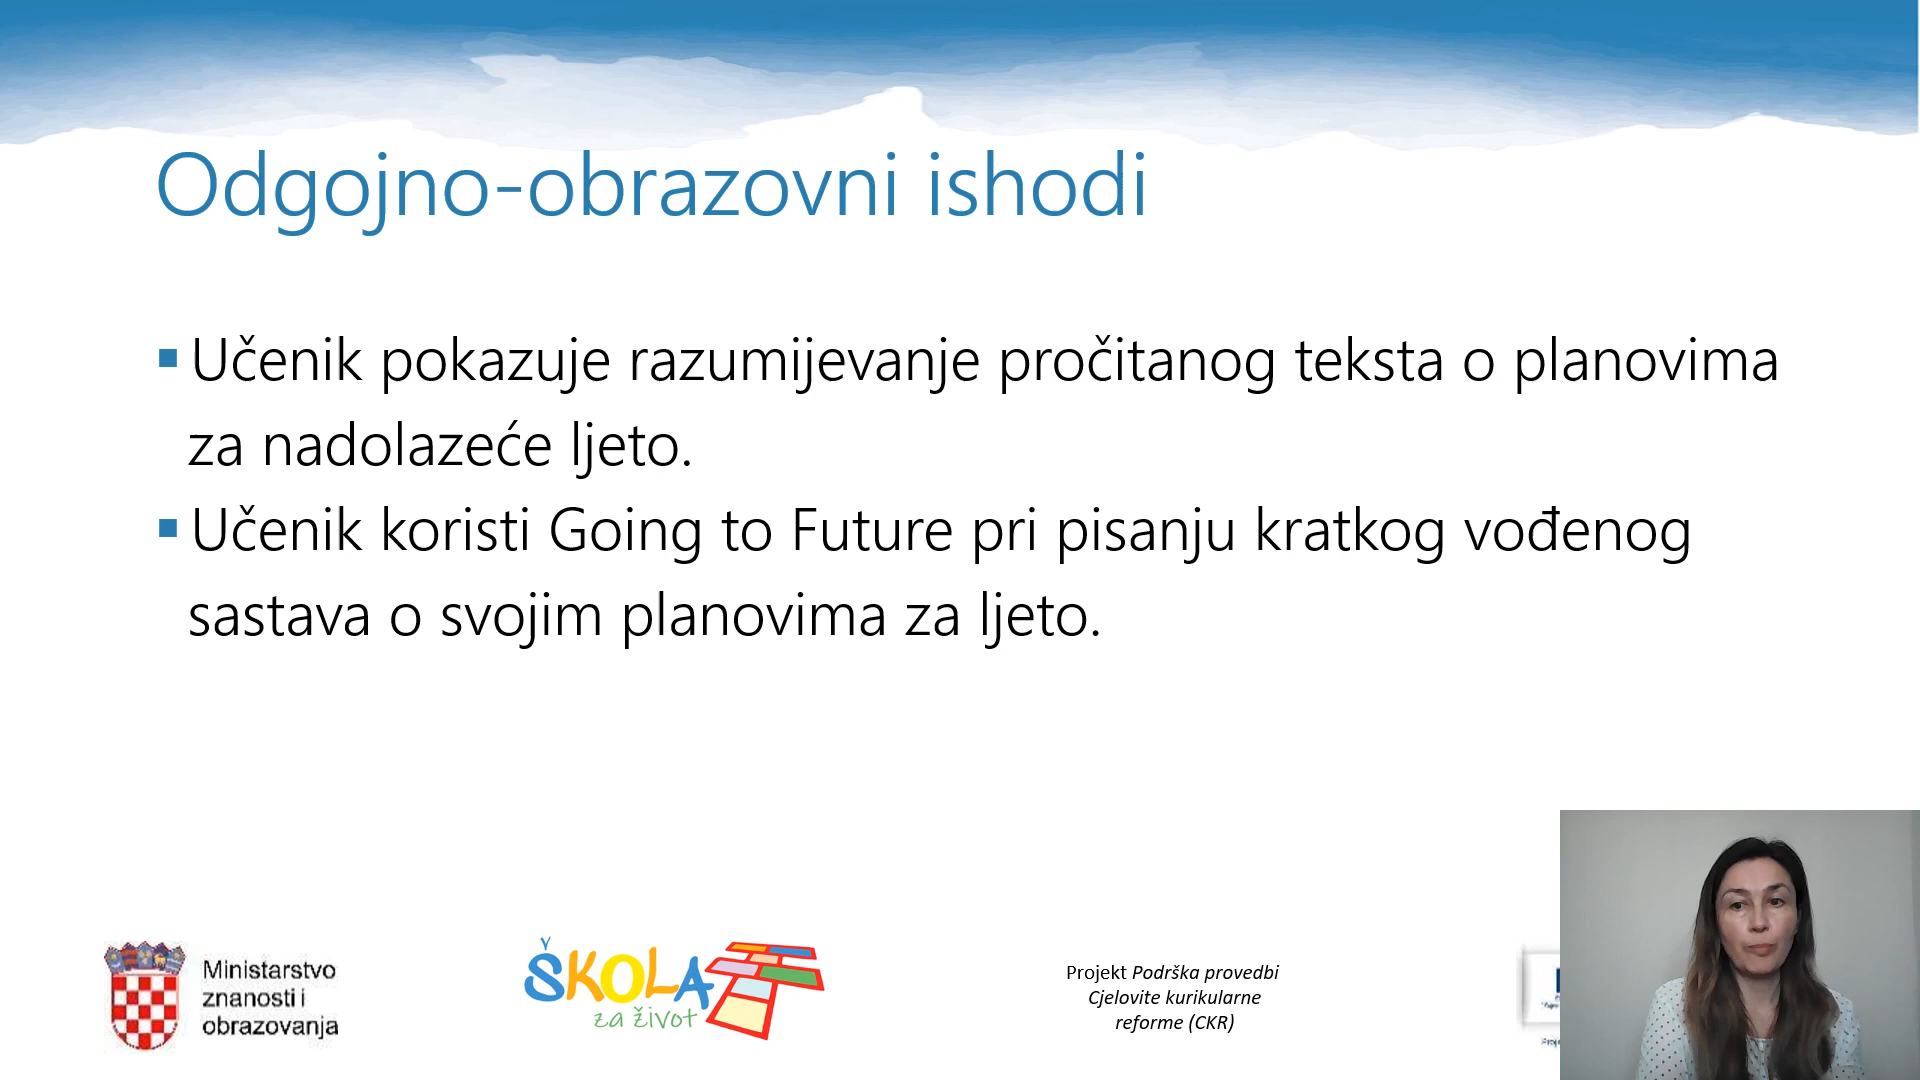 Odgojno-obrazovni ishodi
Učenik pokazuje razumijevanje pročitanog teksta o planovima
za nadolazeće ljeto.
Učenik koristi Going to Future pri pisanju kratkog vođenog
sastava o svojim planovima za ljeto.
Ministarstvo
znanosti i
obrazovanja
ŠKOLA
za život
Projekt Podrška provedbi
Cjelovite kurikularne
reforme (CKR)